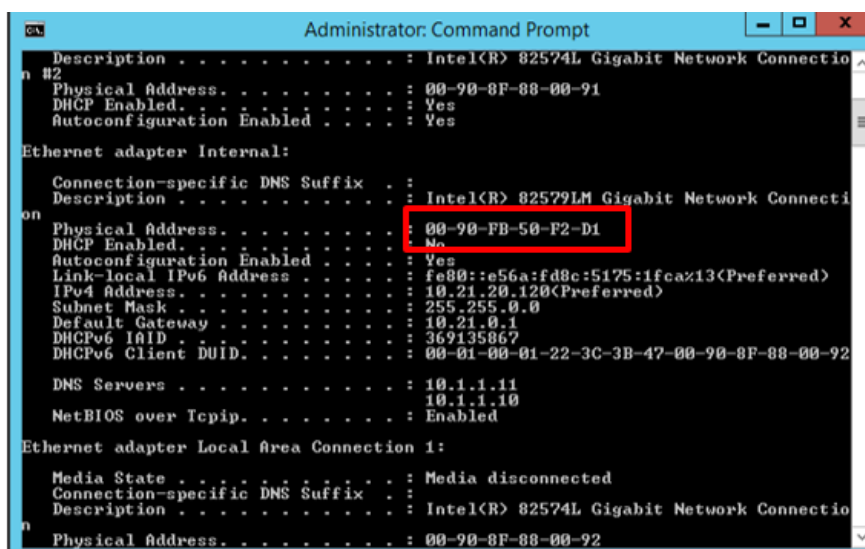 Administrator: Command Prompt
Description . . . . . . . . . . . : Intel(R) 82574L Gigabit Network Connectio
n #2
Physical Address. . . . . . . . . : 00-90-8F-88-00-91
DHCP Enabled. . . . . . . . . . . : Yes
Autoconfiguration Enabled . . . . : Yes
Ethernet adapter Internal:
Connection-specific DNS Suffix  . :
Description . . . . . . . . . . . : Intel(R) 82579LM Gigabit Network Connecti
on
Physical Address. . . . . . . . . : 00-90-FB-50-F2-D1
DHCP Enabled. . . . . . . . . . . : No
Autoconfiguration Enabled . . . . : Yes
Link-local IPv6 Address . . . . . : fe80::e56a:fd8c:5175:1fca%13(Preferred)
IPv4 Address. . . . . . . . . . . : 10.21.20.120(Preferred)
Subnet Mask . . . . . . . . . . . : 255.255.0.0
Default Gateway . . . . . . . . . : 10.21.0.1
DHCPv6 IAID . . . . . . . . . . . : 369135867
DHCPv6 Client DUID. . . . . . . . : 00-01-00-01-22-3C-3B-47-00-90-8F-88-00-92
DNS Servers . . . . . . . . . . . : 10.1.1.11
10.1.1.10
NetBIOS over Tcpip. . . . . . . . : Enabled
Ethernet adapter Local Area Connection 1:
Media State . . . . . . . . . . . : Media disconnected
Connection-specific DNS Suffix  . :
Description . . . . . . . . . . . : Intel(R) 82574L Gigabit Network Connectio
n
Physical Address. . . . . . . . . : 00-90-8F-88-00-92